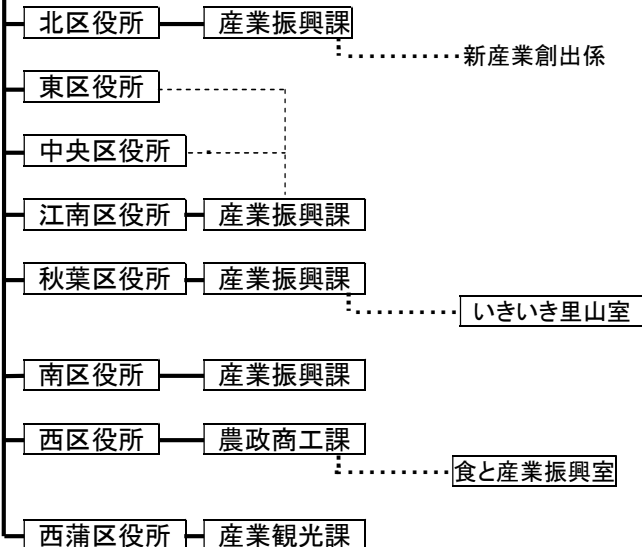 北区役所 産業振興課
新産業創出係
東区役所
中央区役所
江南区役所 産業振興課
秋葉区役所 産業振興課
いきいき里山室
南区役所 産業振興課
西区役所 農政商工課
食と産業振興室
西蒲区役所 産業観光課